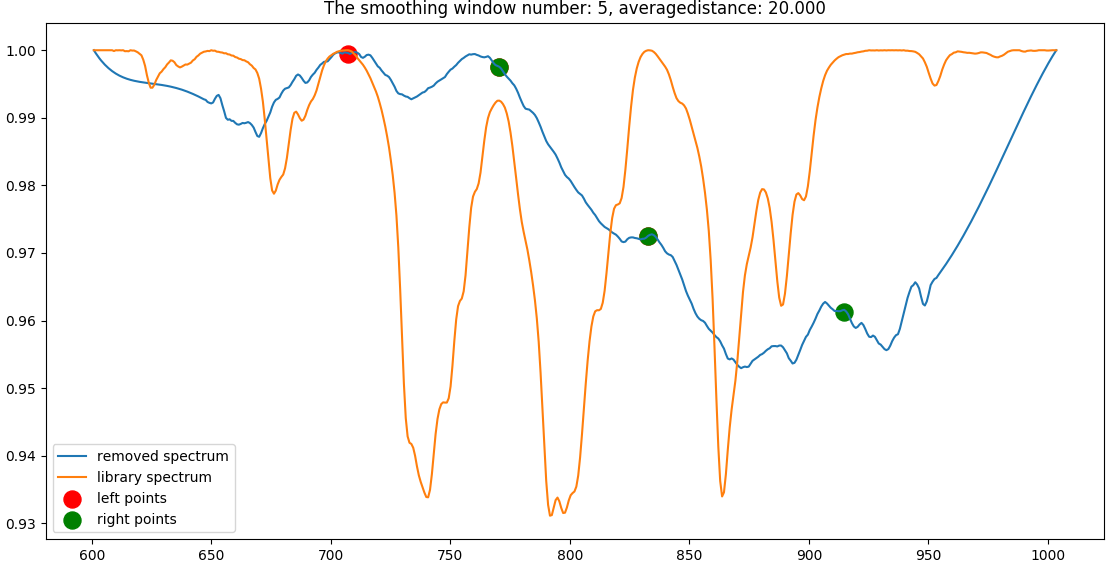 The smoothing window number: 5, averagedistance: 20.000
1.00
0.99
0.98
0.97
0.96
0.95
0.94
0.93
removed spectrum
library spectrum
left points
right points
600 650 700 750 800 850 900 950 1000